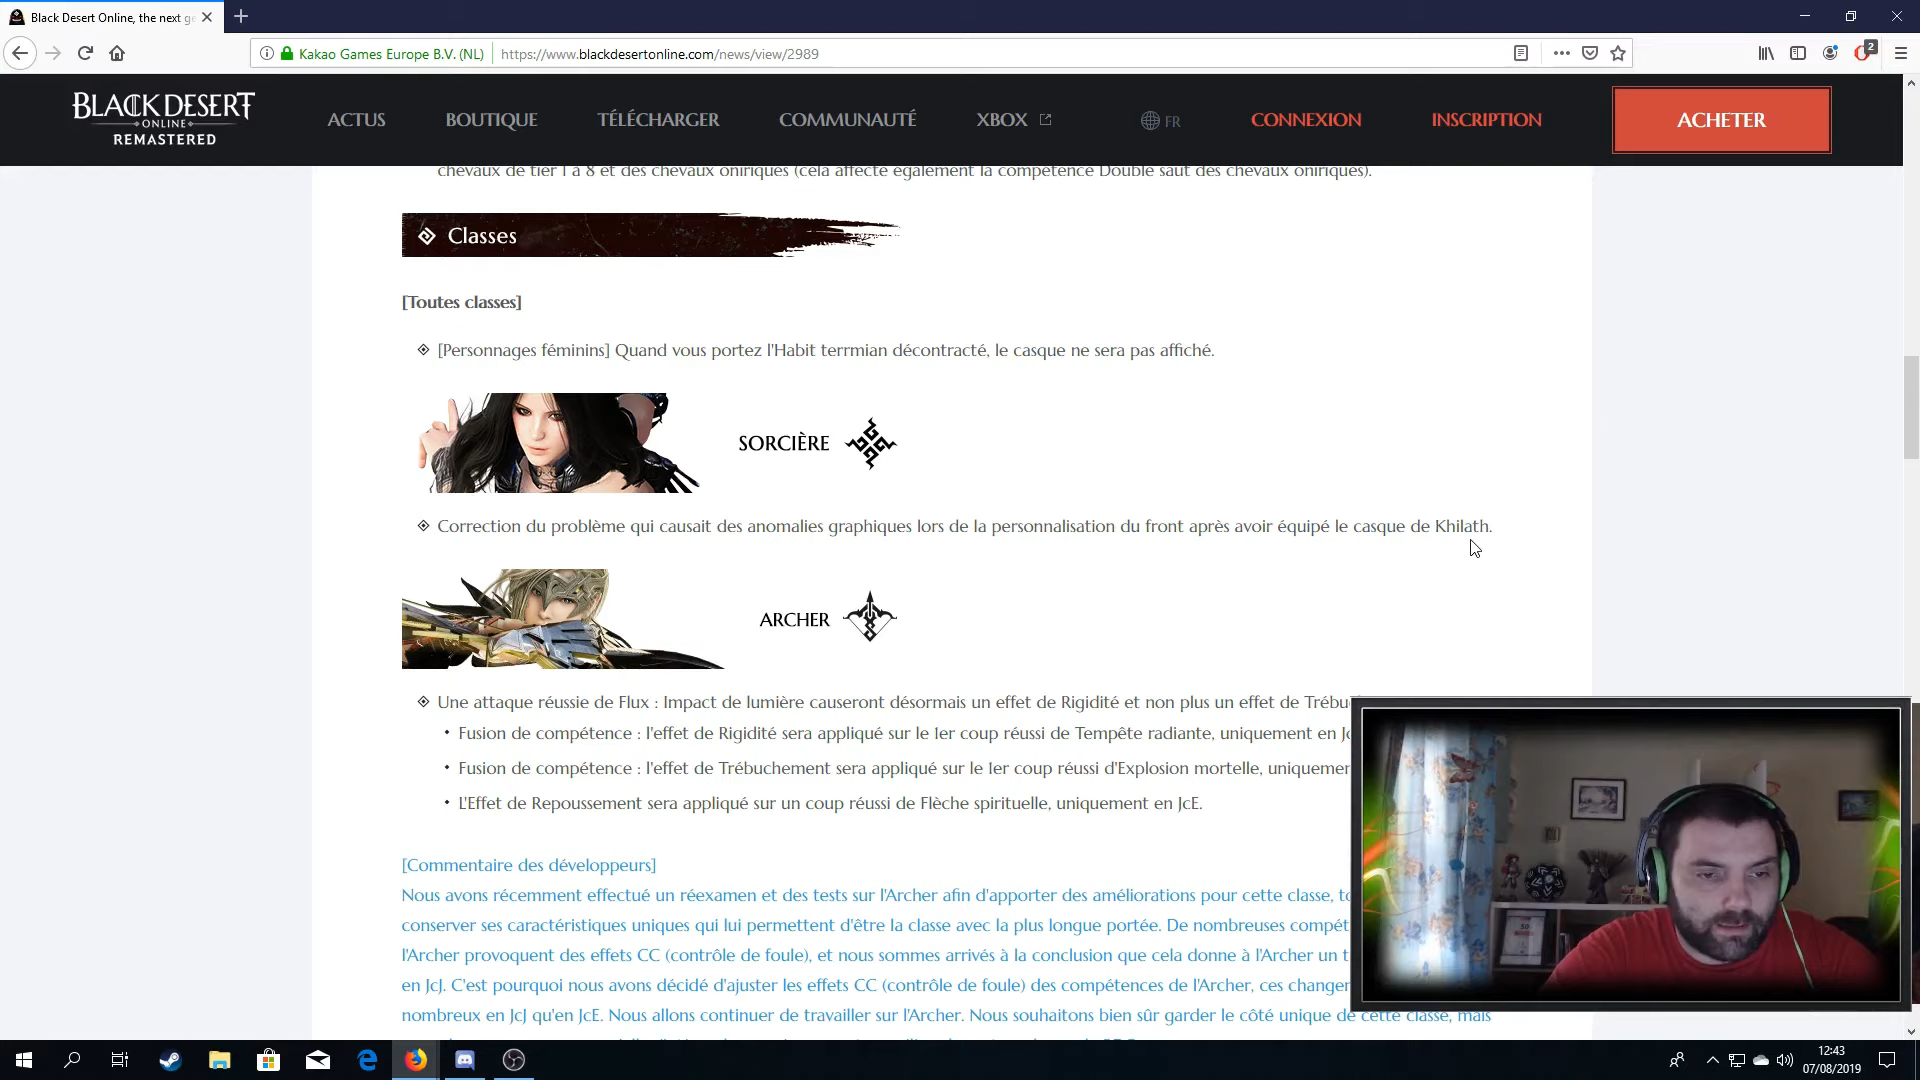 Black Desert Online, the next ge
Kakao Games Europe B.V. (NL)
https://www.blackdesertonline.com/news/view/2989
2
BLACK DESERT
ONLINE
REMASTERED
ACTUS
BOUTIQUE
TÉLÉCHARGER
COMMUNAUTÉ
XBOX
FR
CONNEXION
INSCRIPTION
ACHETER
chevaux de tier 1 à 8 et des chevaux oniriques (cela affecte également la compétence Double saut des chevaux oniriques).
Classes
[Toutes classes]
[Personnages féminins] Quand vous portez l'Habit terrmian décontracté, le casque ne sera pas affiché.
SORCIÈRE
Correction du problème qui causait des anomalies graphiques lors de la personnalisation du front après avoir équipé le casque de Khilath.
ARCHER
Une attaque réussie de Flux : Impact de lumière causeront désormais un effet de Rigidité et non plus un effet de Trébu
Fusion de compétence : l'effet de Rigidité sera appliqué sur le 1er coup réussi de Tempête radiante, uniquement en Jc
Fusion de compétence : l'effet de Trébuchement sera appliqué sur le 1er coup réussi d'Explosion mortelle, uniquemer
L'Effet de Repoussement sera appliqué sur un coup réussi de Flèche spirituelle, uniquement en JcE.
[Commentaire des développeurs]
Nous avons récemment effectué un réexamen et des tests sur l'Archer afin d'apporter des améliorations pour cette classe, to
conserver ses caractéristiques uniques qui lui permettent d'être la classe avec la plus longue portée. De nombreuses compét
l'Archer provoquent des effets CC (contrôle de foule), et nous sommes arrivés à la conclusion que cela donne à l'Archer un t
en JcJ. C'est pourquoi nous avons décidé d'ajuster les effets CC (contrôle de foule) des compétences de l'Archer, ces changer
nombreux en JcJ qu'en JcE. Nous allons continuer de travailler sur l'Archer. Nous souhaitons bien sûr garder le côté unique de cette classe, mais
12:43
07/08/2019